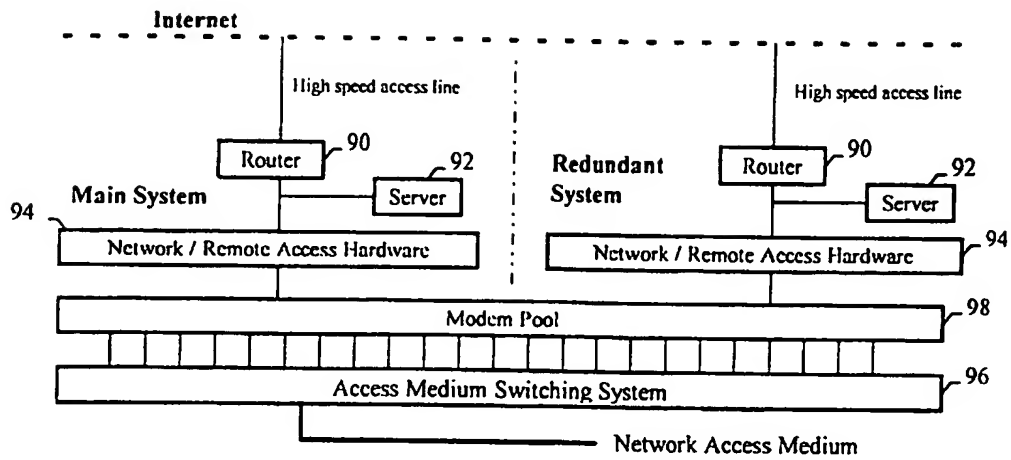 Internet
High speed access line
High speed access line
Router
90
Router
90
92
Server
92
Server
Main System
Redundant
System
94
Network / Remote Access Hardware
Network / Remote Access Hardware
94
Modem Pool
98
Access Medium Switching System
96
Network Access Medium